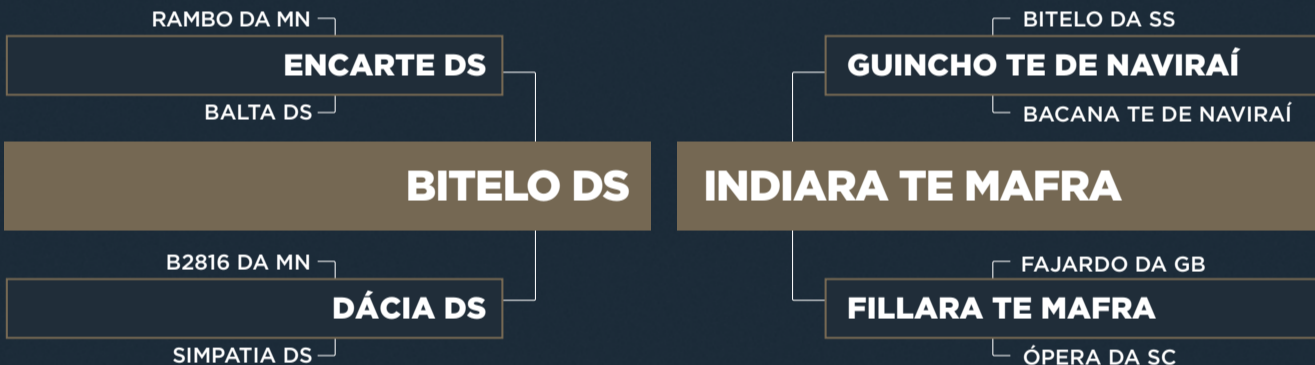 RAMBO DA MN
ENCARTE DS
BALTA DS
BITELO DS
B2816 DA MN
DÁCIA DS
SIMPATIA DS
BITELO DA SS
GUINCHO TE DE NAVIRAÍ
BACANA TE DE NAVIRAÍ
INDIARA TE MAFRA
FAJARDO DA GB
FILLARA TE MAFRA
ÓPERA DA SC